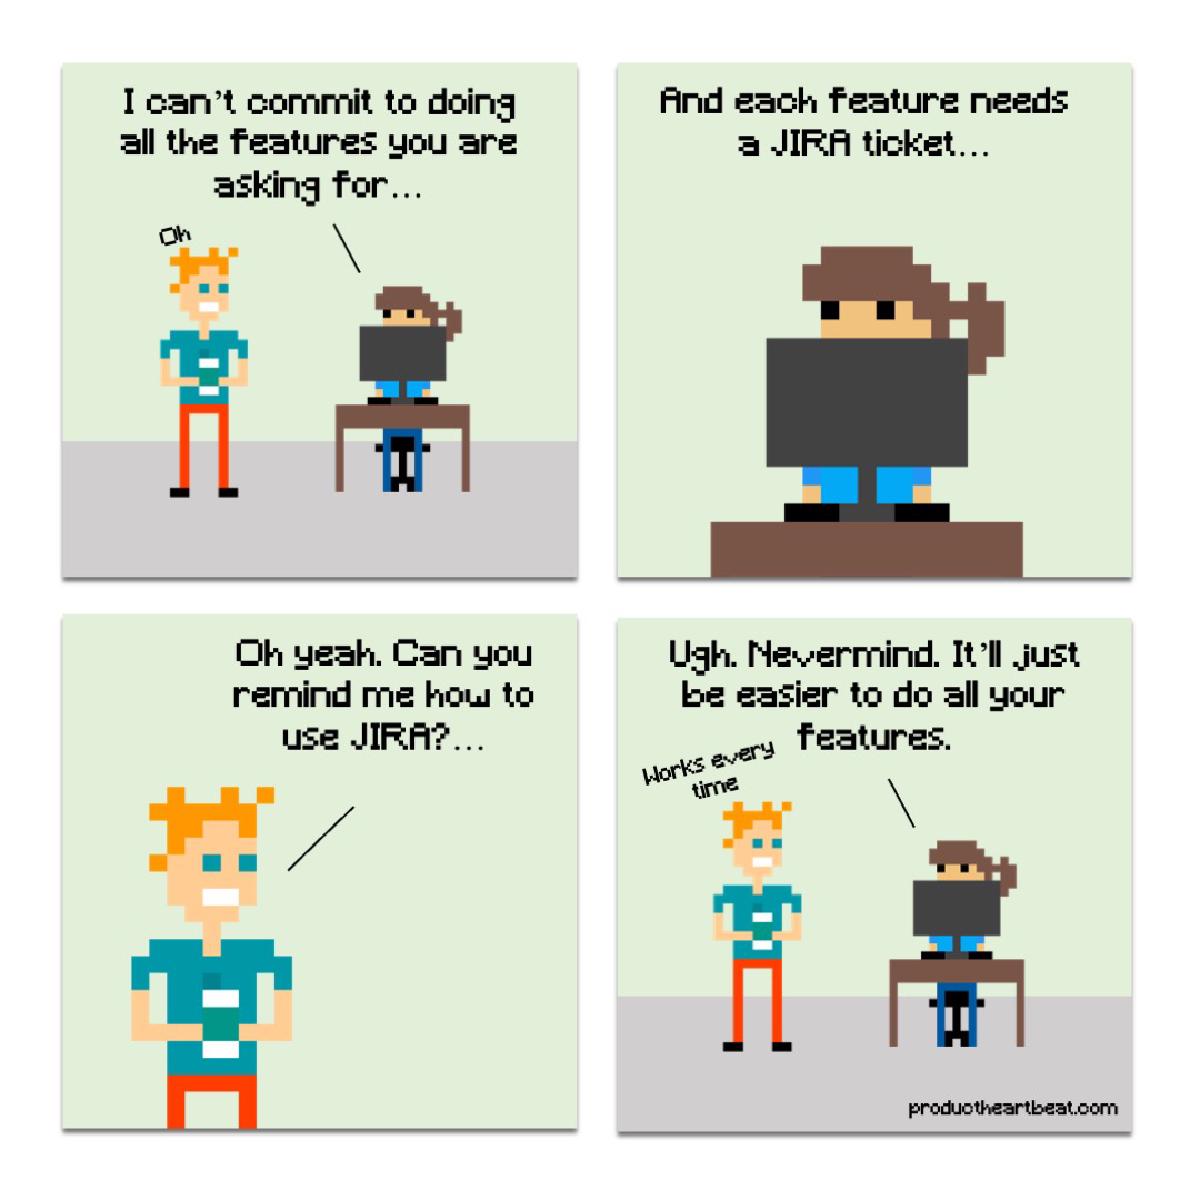 I can't commit to doing
all the features you are
asking for...
Oh
And each feature needs
a JIRA ticket...
Oh yeah. Can you
remind me how to
use JIRA?...
Ugh. Nevermind. It'll just
be easier to do all your
features.
Works every
time
productheartbeat.com